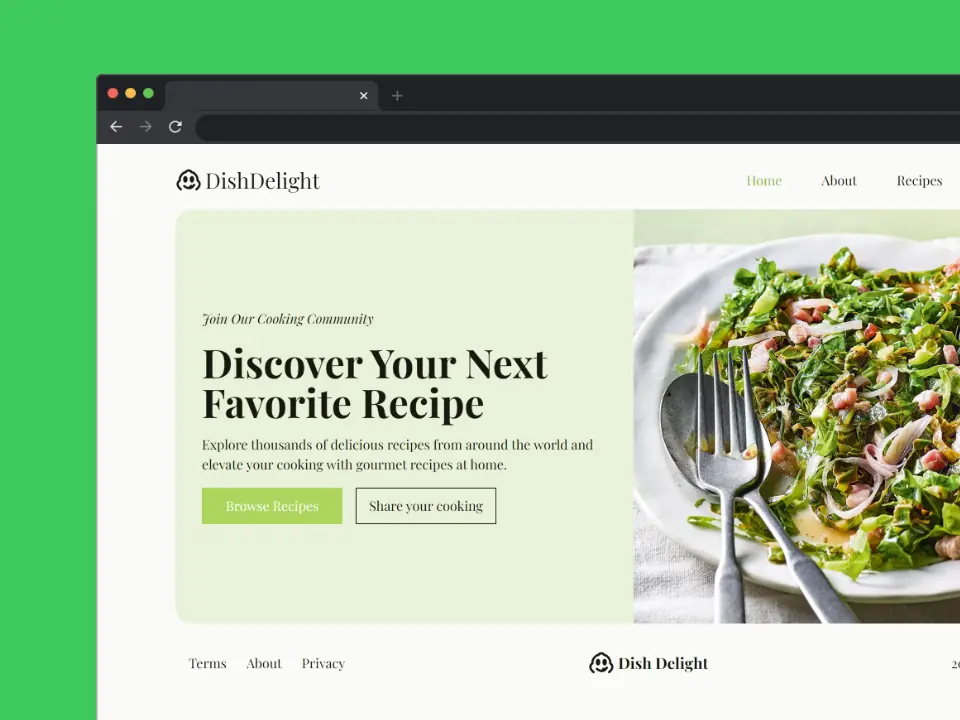 DishDelight
Home About Recipes
Join Our Cooking Community
Discover Your Next
Favorite Recipe
Explore thousands of delicious recipes from around the world and
elevate your cooking with gourmet recipes at home.
Browse Recipes Share your cooking
Terms About Privacy Dish Delight